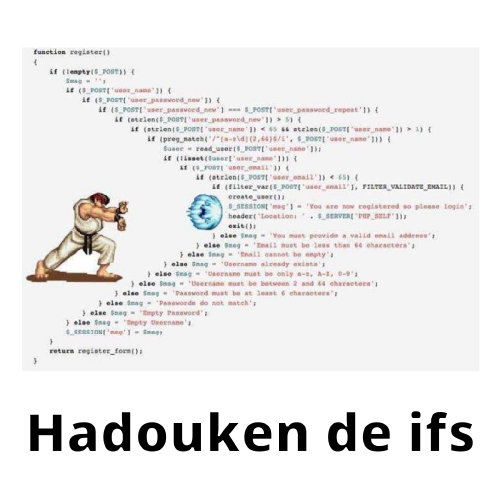 function register()
{
if (!empty($_POST)) {
$msg = '';
if ($_POST['user_name']) {
if ($_POST['user_password_new']) {
if ($_POST['user_password_new'] === $_POST['user_password_repeat']) {
if (strlen($_POST['user_password_new']) > 5) {
if (strlen($_POST['user_name']) < 65 && strlen($_POST['user_name']) > 1) {
if (preg_match('/^[a-z\d]{2,64}$/i', $_POST['user_name'])) {
$user = read_user($_POST['user_name']);
if (!isset($user['user_name'])) {
if ($_POST['user_email']) {
if (strlen($_POST['user_email']) < 65) {
if (filter_var($_POST['user_email'], FILTER_VALIDATE_EMAIL)) {
create_user();
$_SESSION['msg'] = 'You are now registered so please login';
header('Location: ' . $_SERVER['PHP_SELF']);
exit();
} else $msg = 'You must provide a valid email address';
} else $msg = 'Email must be less than 64 characters';
} else $msg = 'Email cannot be empty';
} else $msg = 'Username already exists';
} else $msg = 'Username must be only a-z, A-Z, 0-9';
} else $msg = 'Username must be between 2 and 64 characters';
} else $msg = 'Password must be at least 6 characters';
} else $msg = 'Passwords do not match';
} else $msg = 'Empty Password';
} else $msg = 'Empty Username';
$_SESSION['msg'] = $msg;
}
return register_form();
}
Hadouken de ifs